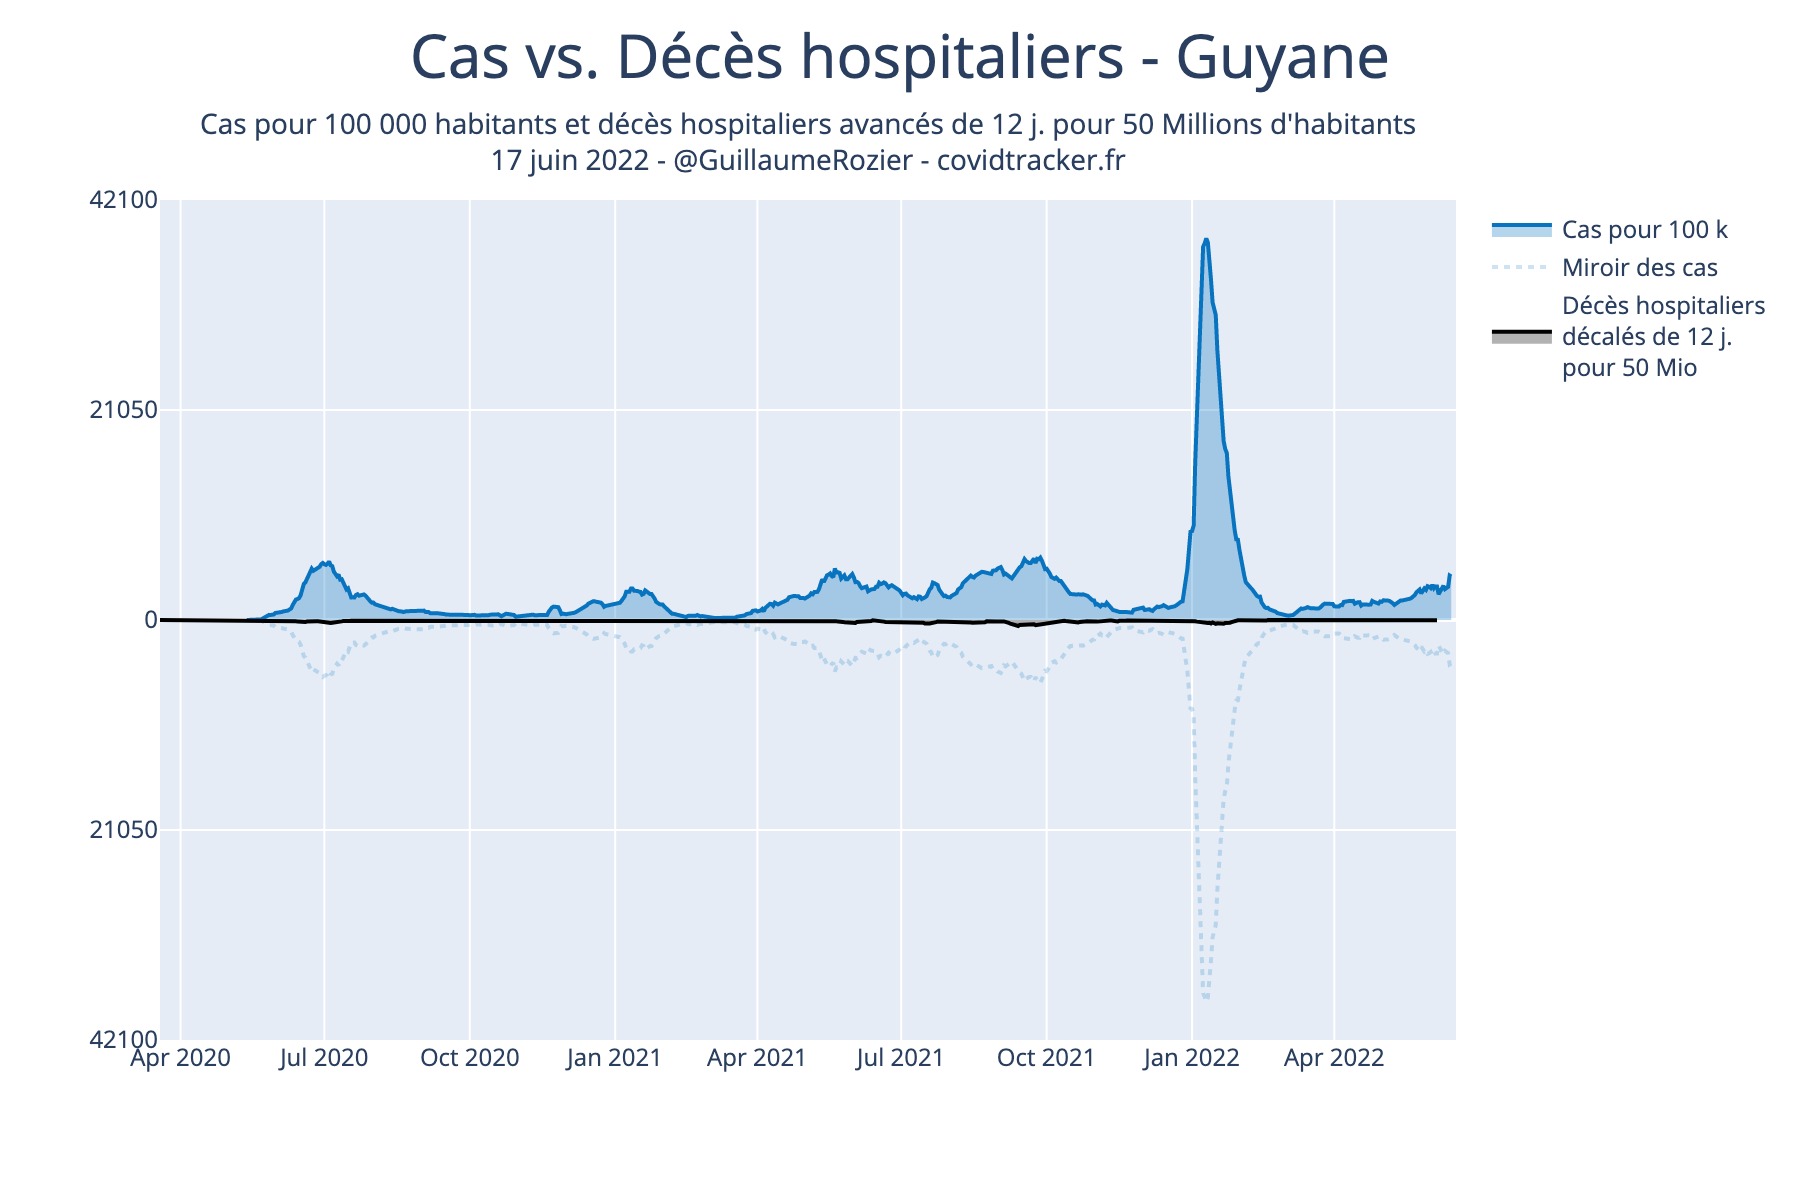 Cas vs. Décès hospitaliers - Guyane
Cas pour 100 000 habitants et décès hospitaliers avancés de 12 j. pour 50 Millions d'habitants
17 juin 2022 - @GuillaumeRozier - covidtracker.fr
42100
21050
0
21050
42100
Apr 2020
Jul 2020
Oct 2020
Jan 2021
Apr 2021
Jul 2021
Oct 2021
Jan 2022
Apr 2022
Cas pour 100 k
Miroir des cas
Décès hospitaliers
décalés de 12 j.
pour 50 Mio